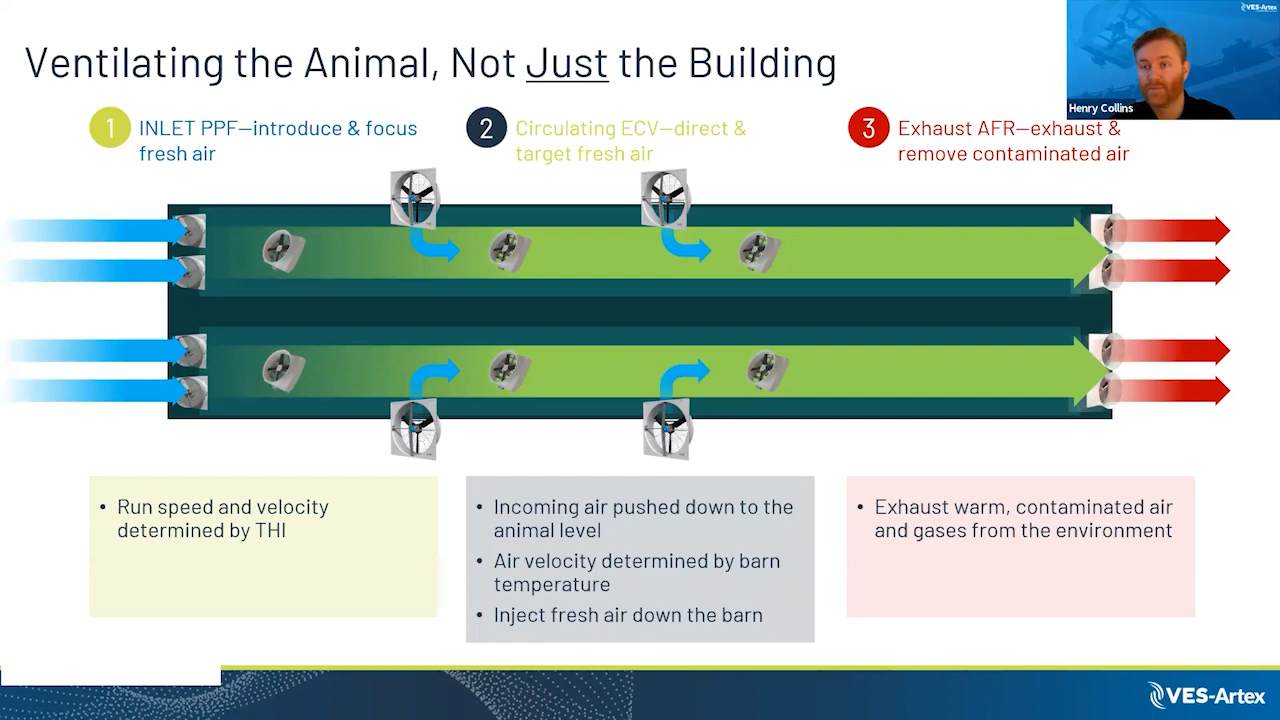 VES-Artex
Ventilating the Animal, Not Just the Building
Henry Collins
1
INLET PPF—introduce & focus
fresh air
2
Circulating ECV—direct &
target fresh air
3
Exhaust AFR—exhaust &
remove contaminated air
• Run speed and velocity
determined by THI
• Incoming air pushed down to the
animal level
• Air velocity determined by barn
temperature
• Inject fresh air down the barn
• Exhaust warm, contaminated air
and gases from the environment
VES-Artex